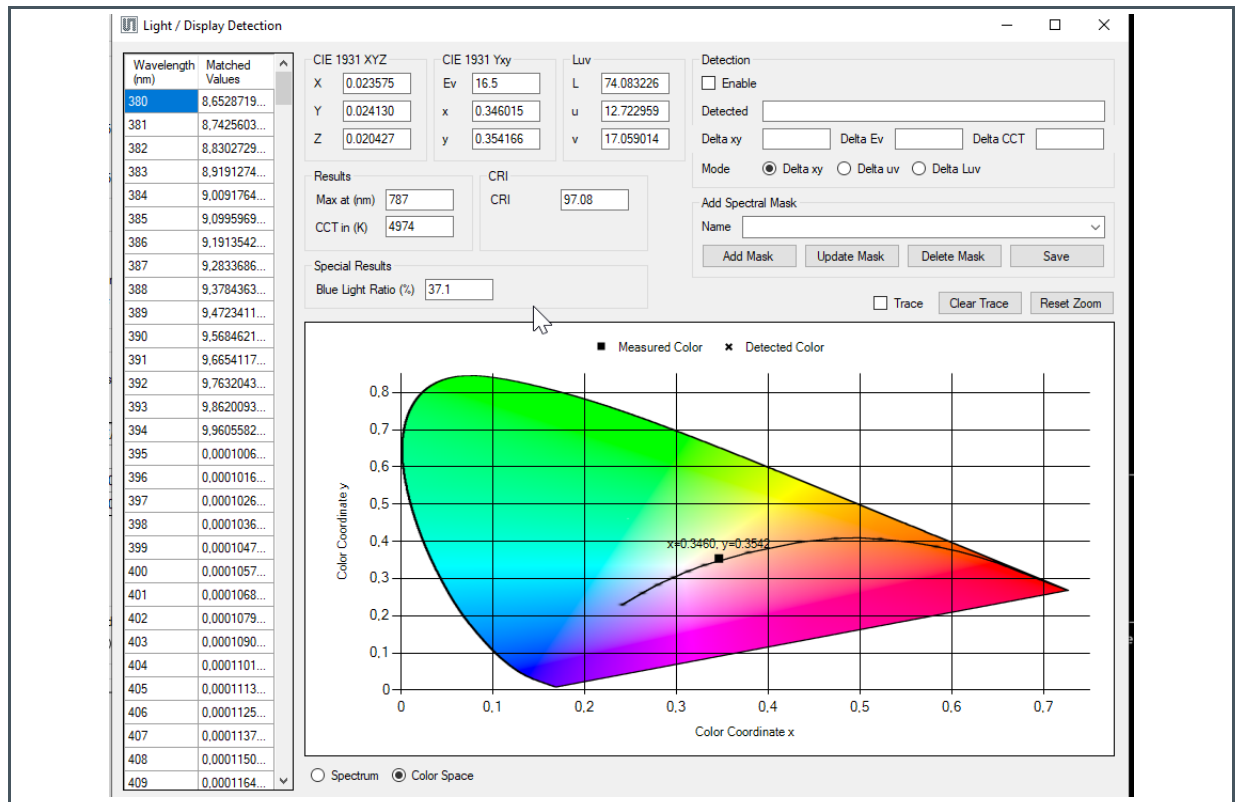 Light / Display Detection
Wavelength (nm) Matched Values
380 8,6528719...
381 8,7425603...
382 8,8302729...
383 8,9191274...
384 9,0091764...
385 9,0995969...
386 9,1913542...
387 9,2833686...
388 9,3784363...
389 9,4723411...
390 9,5684621...
391 9,6654117...
392 9,7632043...
393 9,8620093...
394 9,9605582...
395 0,0001006...
396 0,0001016...
397 0,0001026...
398 0,0001036...
399 0,0001047...
400 0,0001057...
401 0,0001068...
402 0,0001079...
403 0,0001090...
404 0,0001101...
405 0,0001113...
406 0,0001125...
407 0,0001137...
408 0,0001150...
409 0,0001164...
CIE 1931 XYZ
X 0.023575
Y 0.024130
Z 0.020427
CIE 1931 Yxy
Ev 16.5
x 0.346015
y 0.354166
Luv
L 74.083226
u 12.722959
v 17.059014
Results
Max at (nm) 787
CCT in (K) 4974
CRI
CRI 97.08
Special Results
Blue Light Ratio (%) 37.1
Detection
Enable
Detected
Delta xy Delta Ev Delta CCT
Mode Delta xy Delta uv Delta Luv
Add Spectral Mask
Name
Add Mask Update Mask Delete Mask Save
Trace Clear Trace Reset Zoom
Measured Color Detected Color
Color Coordinate y
0,8
0,7
0,6
0,5
0,4
0,3
0,2
0,1
0
x=0.3460, y=0.3542
0 0,1 0,2 0,3 0,4 0,5 0,6 0,7
Color Coordinate x
Spectrum Color Space